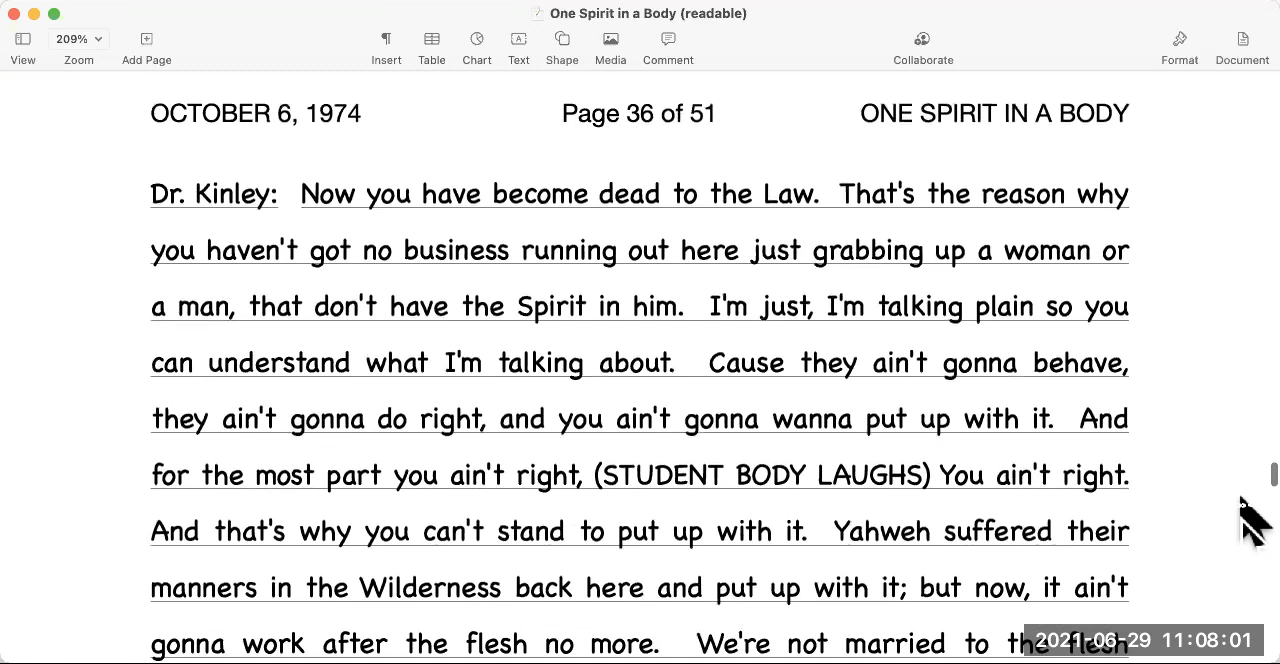 One Spirit in a Body (readable)
209%
View Zoom Add Page Insert Table Chart Text Shape Media Comment Collaborate Format Document
OCTOBER 6, 1974 Page 36 of 51 ONE SPIRIT IN A BODY
Dr. Kinley: Now you have become dead to the Law. That's the reason why
you haven't got no business running out here just grabbing up a woman or
a man, that don't have the Spirit in him. I'm just, I'm talking plain so you
can understand what I'm talking about. Cause they ain't gonna behave,
they ain't gonna do right, and you ain't gonna wanna put up with it. And
for the most part you ain't right, (STUDENT BODY LAUGHS) You ain't right.
And that's why you can't stand to put up with it. Yahweh suffered their
manners in the Wilderness back here and put up with it; but now, it ain't
gonna work after the flesh no more. We're not married to the flesh
2021-06-29 11:08:01